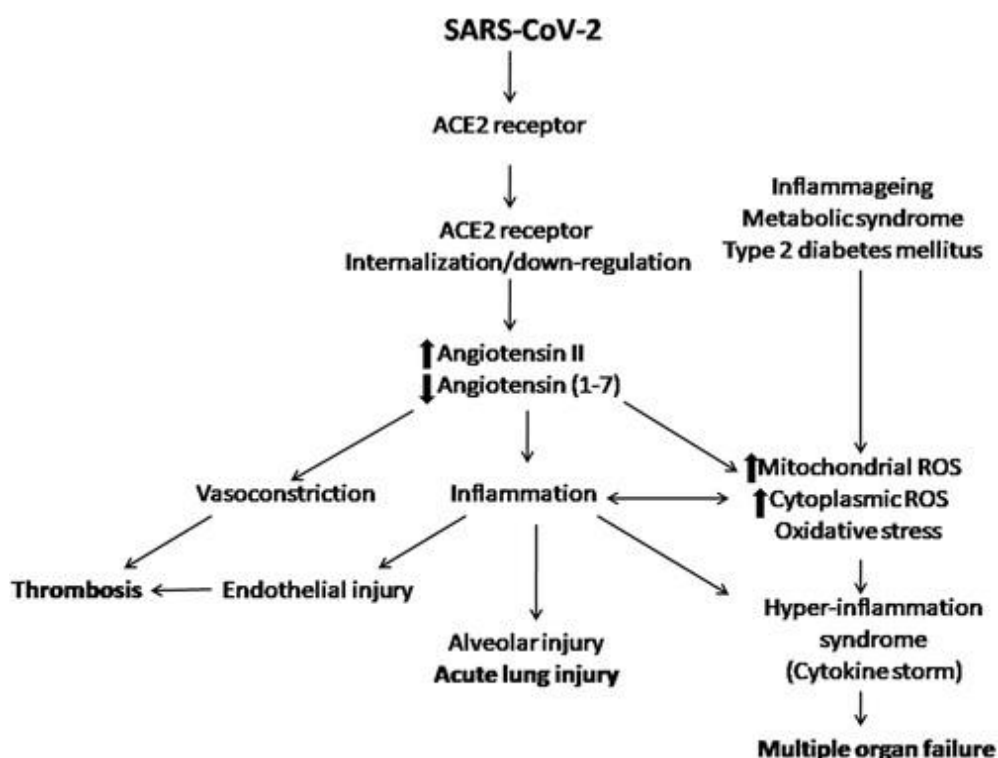 SARS-CoV-2
ACE2 receptor
ACE2 receptor
Internalization/down-regulation
Inflammageing
Metabolic syndrome
Type 2 diabetes mellitus
Angiotensin II
Angiotensin (1-7)
Vasoconstriction
Inflammation
Mitochondrial ROS
Cytoplasmic ROS
Oxidative stress
Thrombosis
Endothelial injury
Alveolar injury
Acute lung injury
Hyper-inflammation
syndrome
(Cytokine storm)
Multiple organ failure